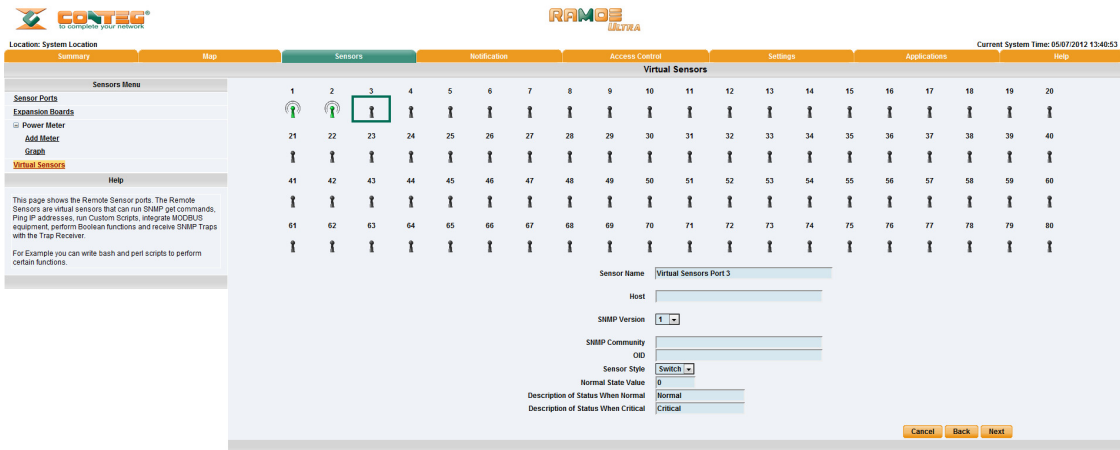 CONTEG®
to complete your network
RAMOS
ULTRA
Location: System Location
Current System Time: 05/07/2012 13:40:53
Summary Map Sensors Notification Access Control Settings Applications Help
Virtual Sensors
Sensors Menu
Sensor Ports
Expansion Boards
Power Meter
Add Meter
Graph
Virtual Sensors
Help
This page shows the Remote Sensor ports. The Remote
Sensors are virtual sensors that can run SNMP get commands,
Ping IP addresses, run Custom Scripts, integrate MODBUS
equipment, perform Boolean functions and receive SNMP Traps
with the Trap Receiver.
For Example you can write bash and perl scripts to perform
certain functions.
1 2 3 4 5 6 7 8 9 10 11 12 13 14 15 16 17 18 19 20
21 22 23 24 25 26 27 28 29 30 31 32 33 34 35 36 37 38 39 40
41 42 43 44 45 46 47 48 49 50 51 52 53 54 55 56 57 58 59 60
61 62 63 64 65 66 67 68 69 70 71 72 73 74 75 76 77 78 79 80
Sensor Name Virtual Sensors Port 3
Host
SNMP Version 1
SNMP Community
OID
Sensor Style Switch
Normal State Value 0
Description of Status When Normal Normal
Description of Status When Critical Critical
Cancel Back Next